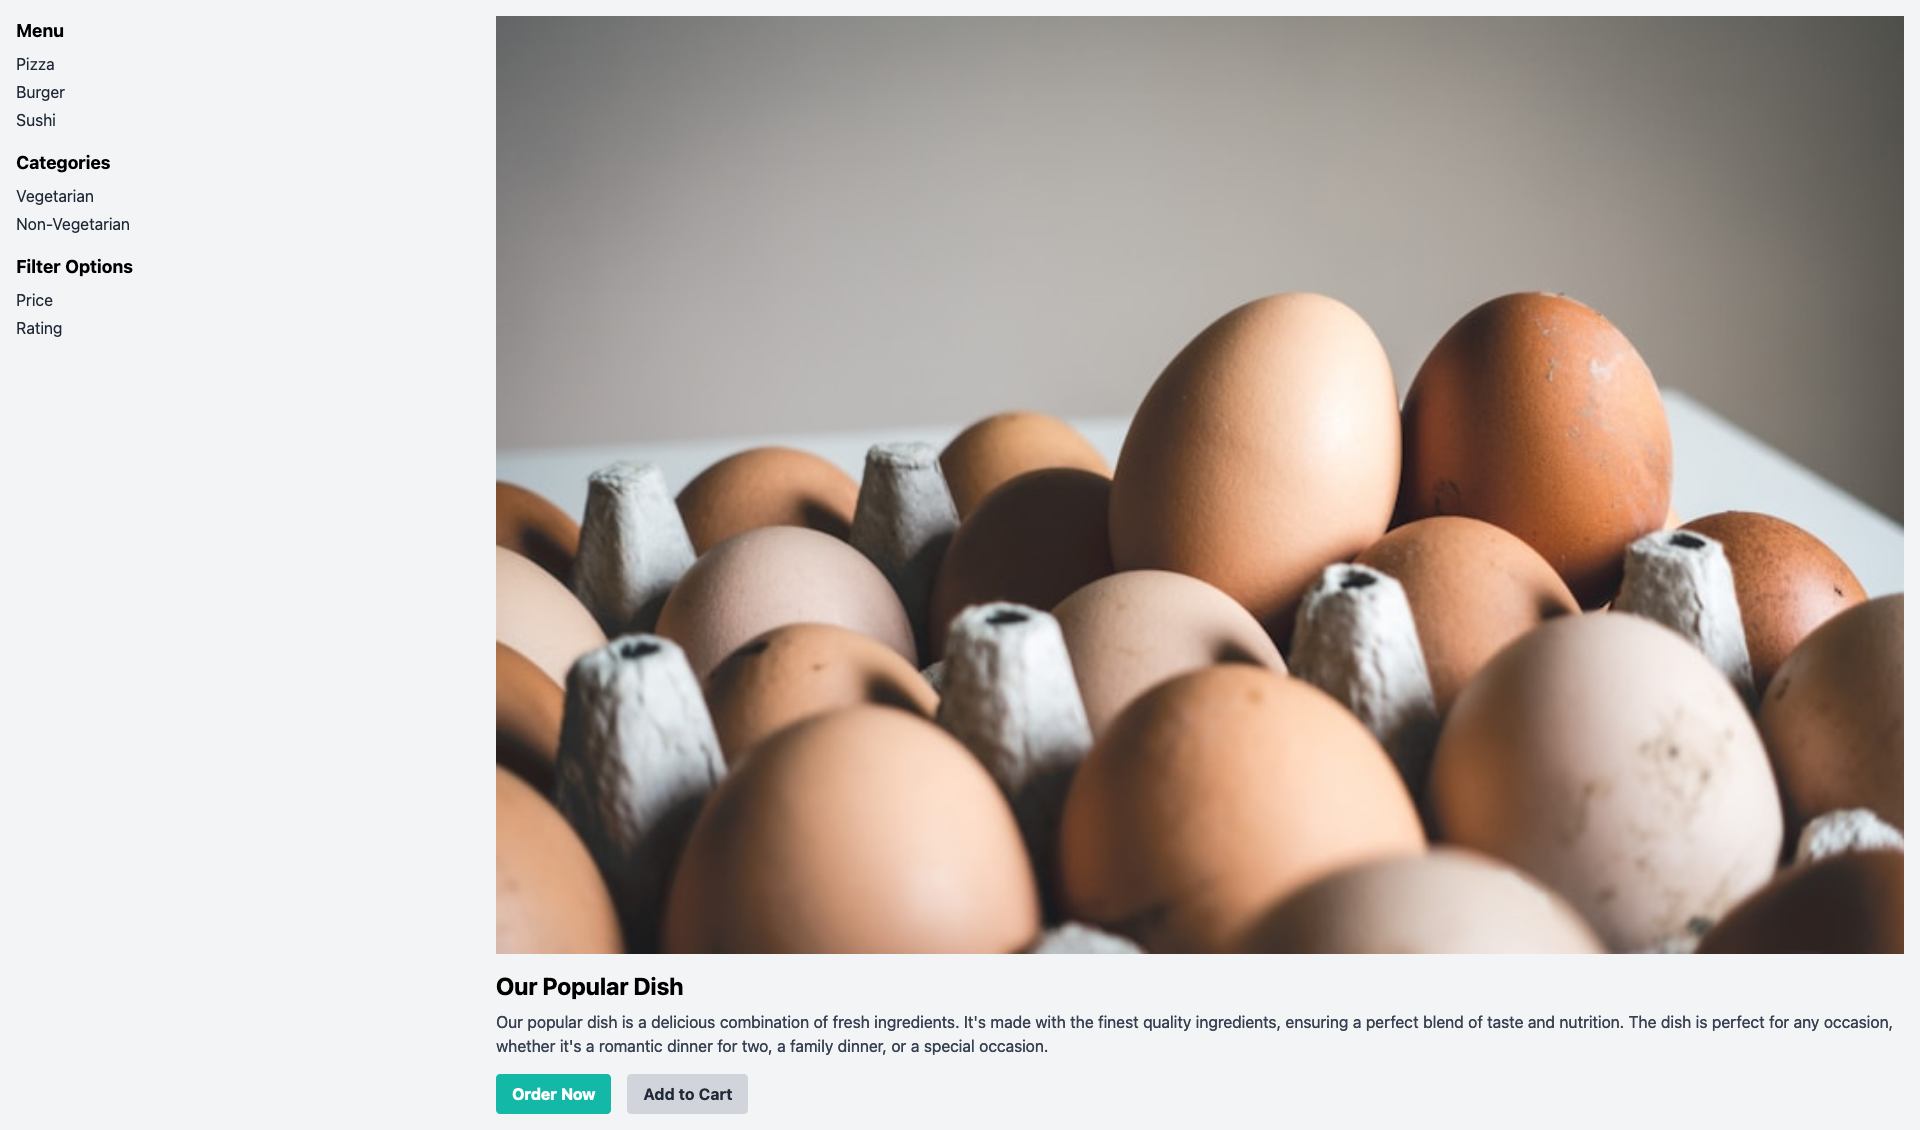 Menu
Pizza
Burger
Sushi
Categories
Vegetarian
Non-Vegetarian
Filter Options
Price
Rating
Our Popular Dish
Our popular dish is a delicious combination of fresh ingredients. It's made with the finest quality ingredients, ensuring a perfect blend of taste and nutrition. The dish is perfect for any occasion,
whether it's a romantic dinner for two, a family dinner, or a special occasion.
Order Now
Add to Cart